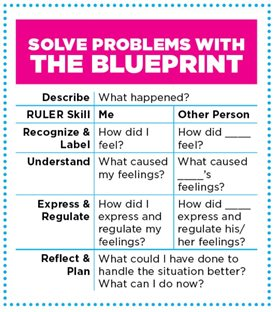 SOLVE PROBLEMS WITH
THE BLUEPRINT
Describe What happened?
RULER Skill Me Other Person
Recognize & Label How did I feel? How did ____ feel?
Understand What caused my feelings? What caused ____'s feelings?
Express & Regulate How did I express and regulate my feelings? How did ____ express and regulate his/her feelings?
Reflect & Plan What could I have done to handle the situation better? What can I do now?